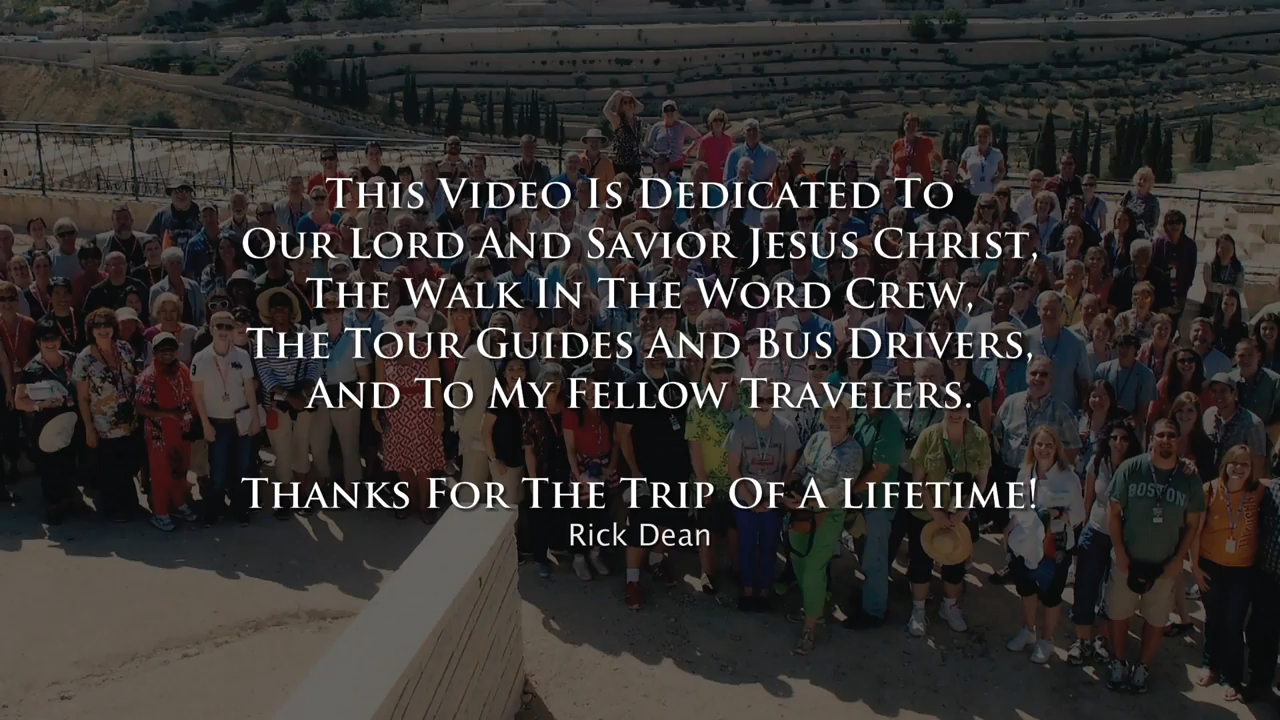 This Video Is Dedicated To
Our Lord And Savior Jesus Christ,
The Walk In The Word Crew,
The Tour Guides And Bus Drivers,
And To My Fellow Travelers.
Thanks For The Trip Of A Lifetime!
Rick Dean
BOSTON